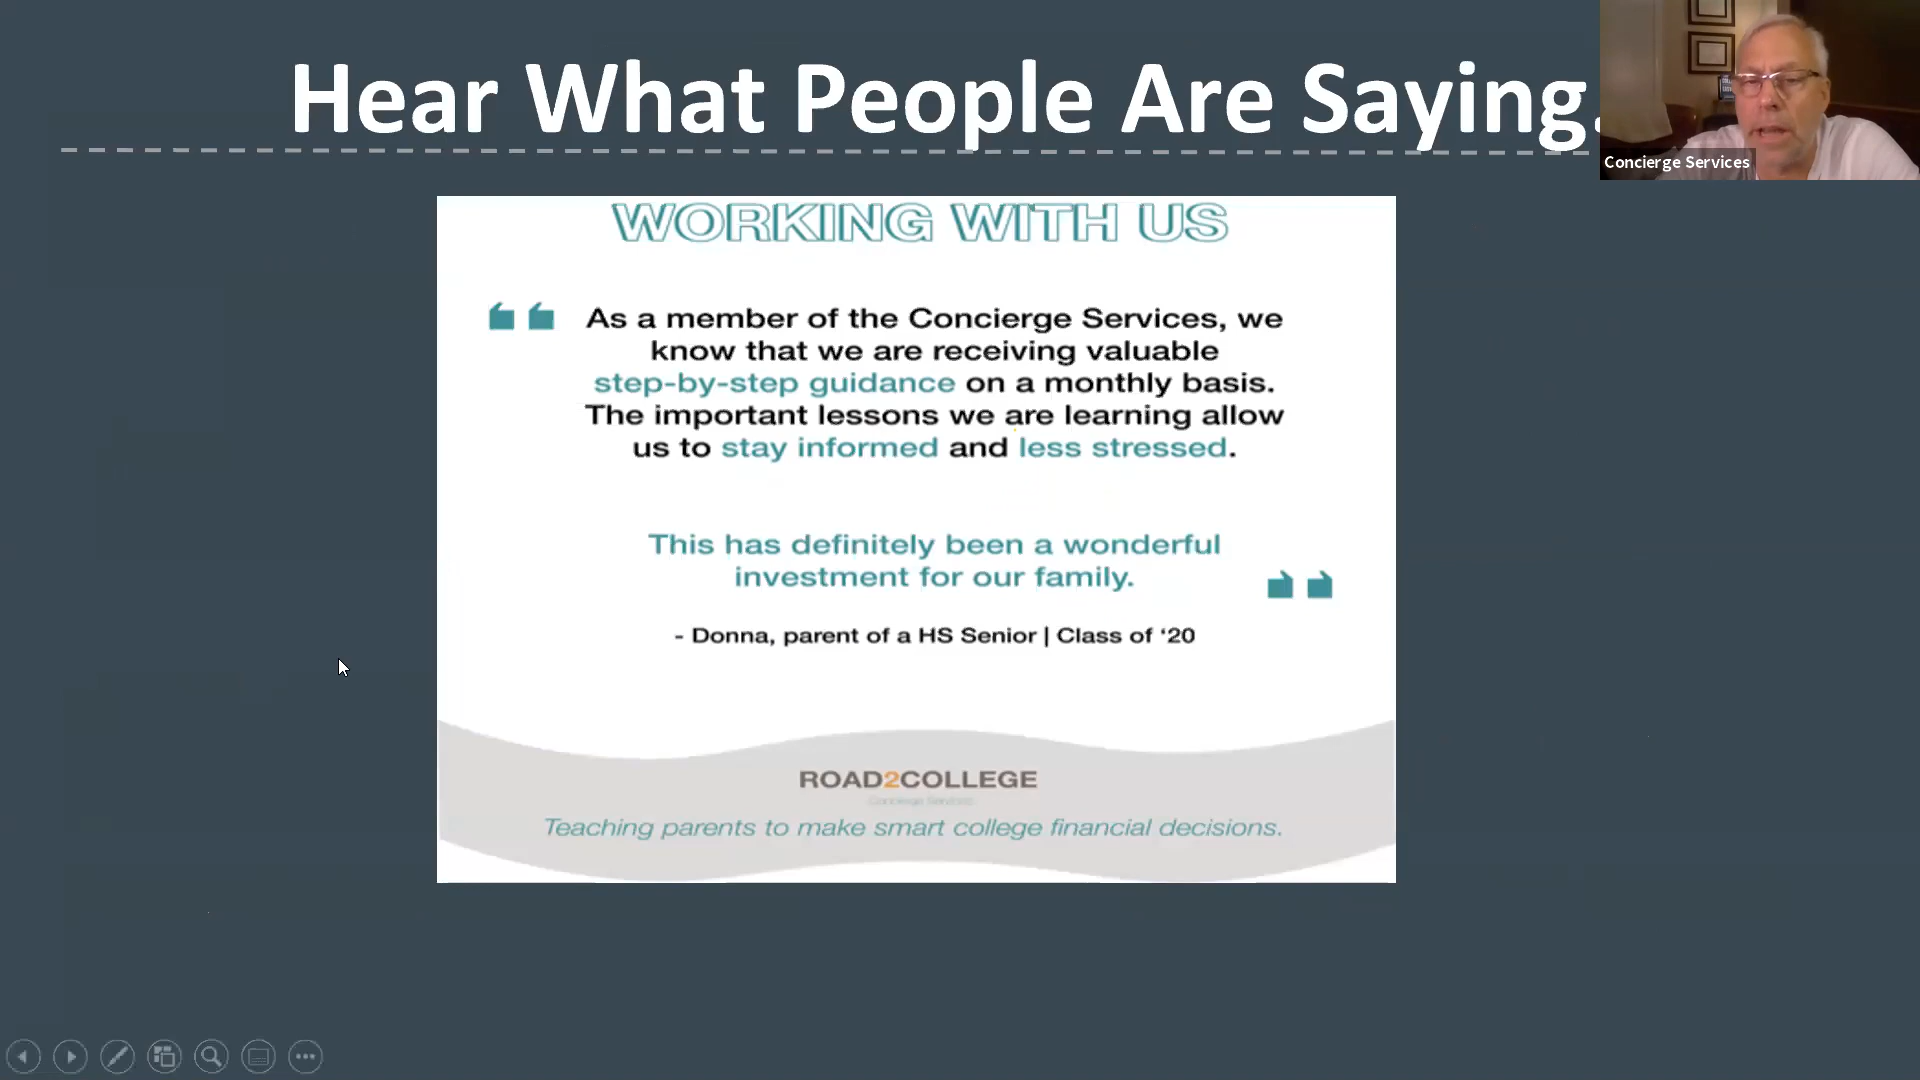 Hear What People Are Saying.
Concierge Services
WORKING WITH US
As a member of the Concierge Services, we
know that we are receiving valuable
step-by-step guidance on a monthly basis.
The important lessons we are learning allow
us to stay informed and less stressed.
This has definitely been a wonderful
investment for our family.
- Donna, parent of a HS Senior | Class of ‘20
ROAD2COLLEGE
Concierge Services
Teaching parents to make smart college financial decisions.